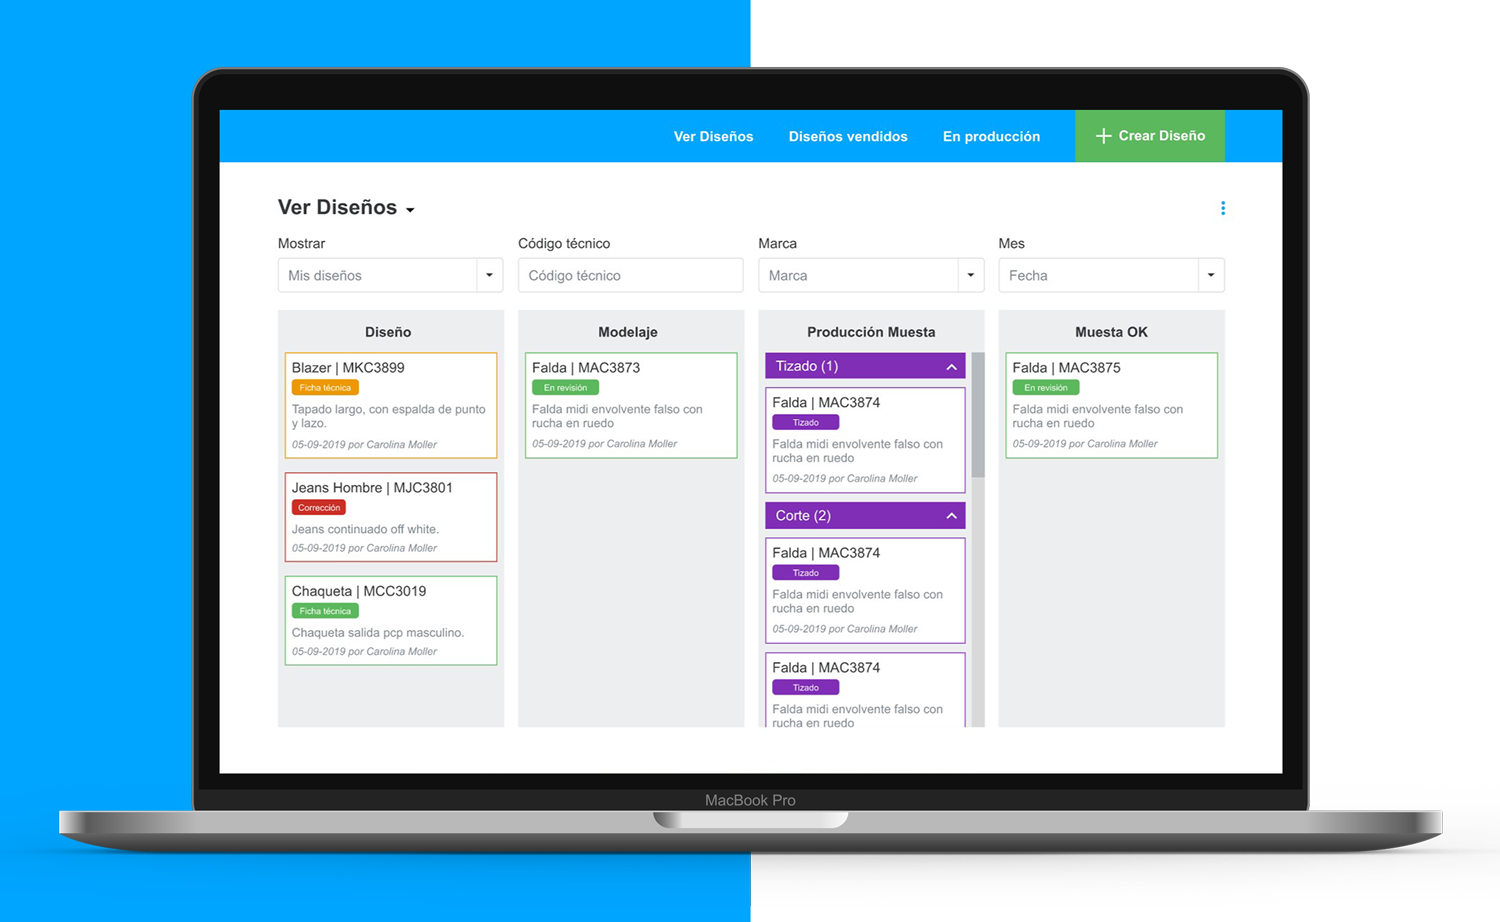 Ver Diseños
Diseños vendidos
En producción
Crear Diseño
Ver Diseños
Mostrar
Código técnico
Marca
Mes
Mis diseños
Código técnico
Marca
Fecha
Diseño
Blazer | MKC3899
Ficha técnica
Tapado largo, con espalda de punto
y lazo.
05-09-2019 por Carolina Moller
Jeans Hombre | MJC3801
Corrección
Jeans continuado off white.
05-09-2019 por Carolina Moller
Chaqueta | MCC3019
Ficha técnica
Chaqueta salida pcp masculino.
05-09-2019 por Carolina Moller
Modelaje
Falda | MAC3873
En revisión
Falda midi envolvente falso con
rucha en ruedo
05-09-2019 por Carolina Moller
Producción Muesta
Tizado (1)
Falda | MAC3874
Tizado
Falda midi envolvente falso con
rucha en ruedo
05-09-2019 por Carolina Moller
Corte (2)
Falda | MAC3874
Tizado
Falda midi envolvente falso con
rucha en ruedo
05-09-2019 por Carolina Moller
Falda | MAC3874
Tizado
Falda midi envolvente falso con
rucha en ruedo
Muesta OK
Falda | MAC3875
En revisión
Falda midi envolvente falso con
rucha en ruedo
05-09-2019 por Carolina Moller
MacBook Pro